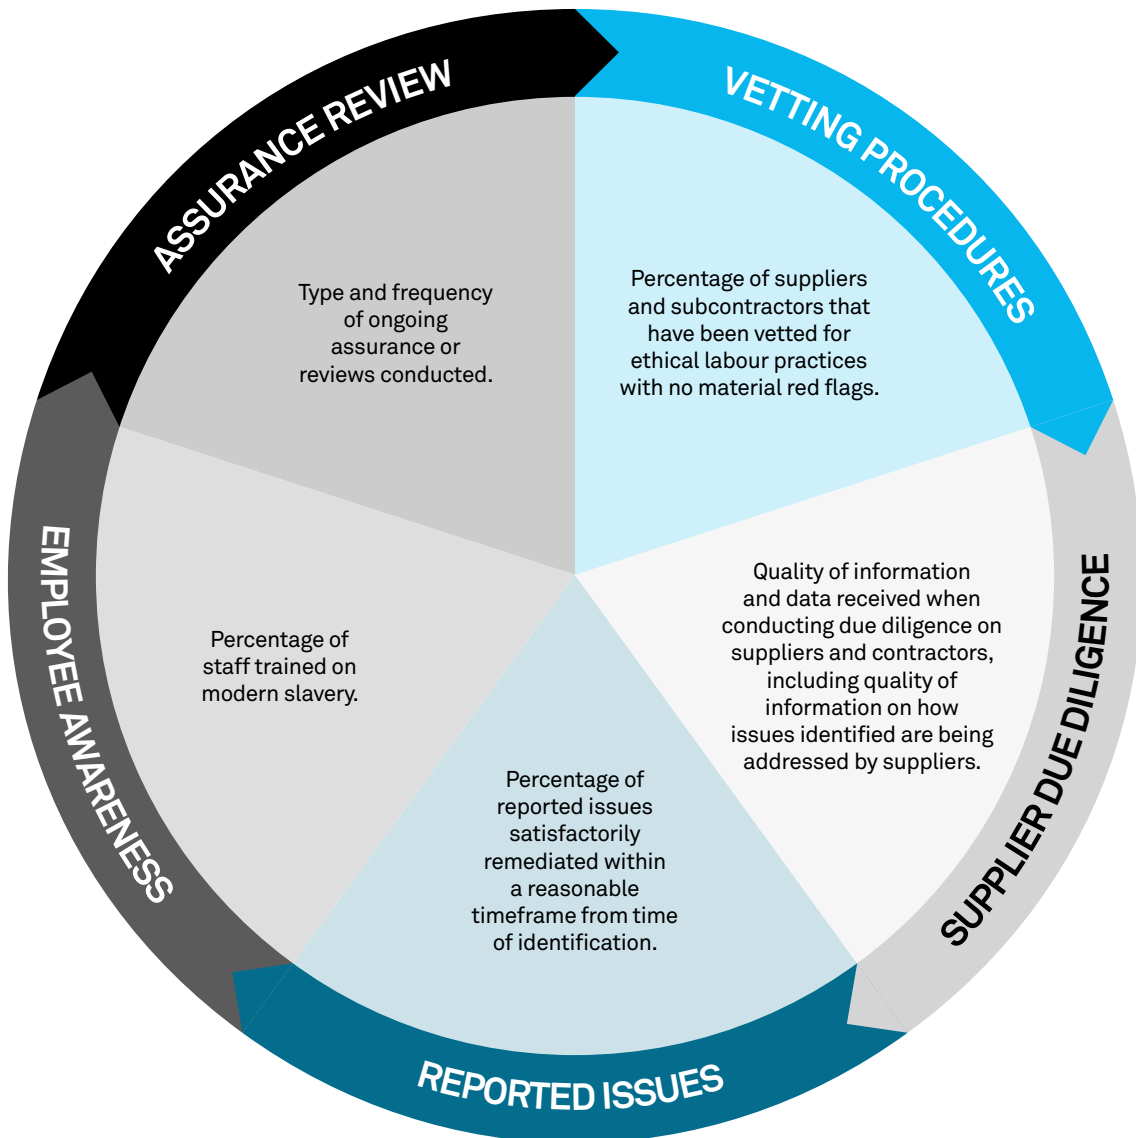 VETTING PROCEDURES
Percentage of suppliers
and subcontractors that
have been vetted for
ethical labour practices
with no material red flags.
SUPPLIER DUE DILIGENCE
Quality of information
and data received when
conducting due diligence on
suppliers and contractors,
including quality of
information on how
issues identified are being
addressed by suppliers.
REPORTED ISSUES
Percentage of
reported issues
satisfactorily
remediated within
a reasonable
timeframe from time
of identification.
EMPLOYEE AWARENESS
Percentage of
staff trained on
modern slavery.
ASSURANCE REVIEW
Type and frequency
of ongoing
assurance or
reviews conducted.